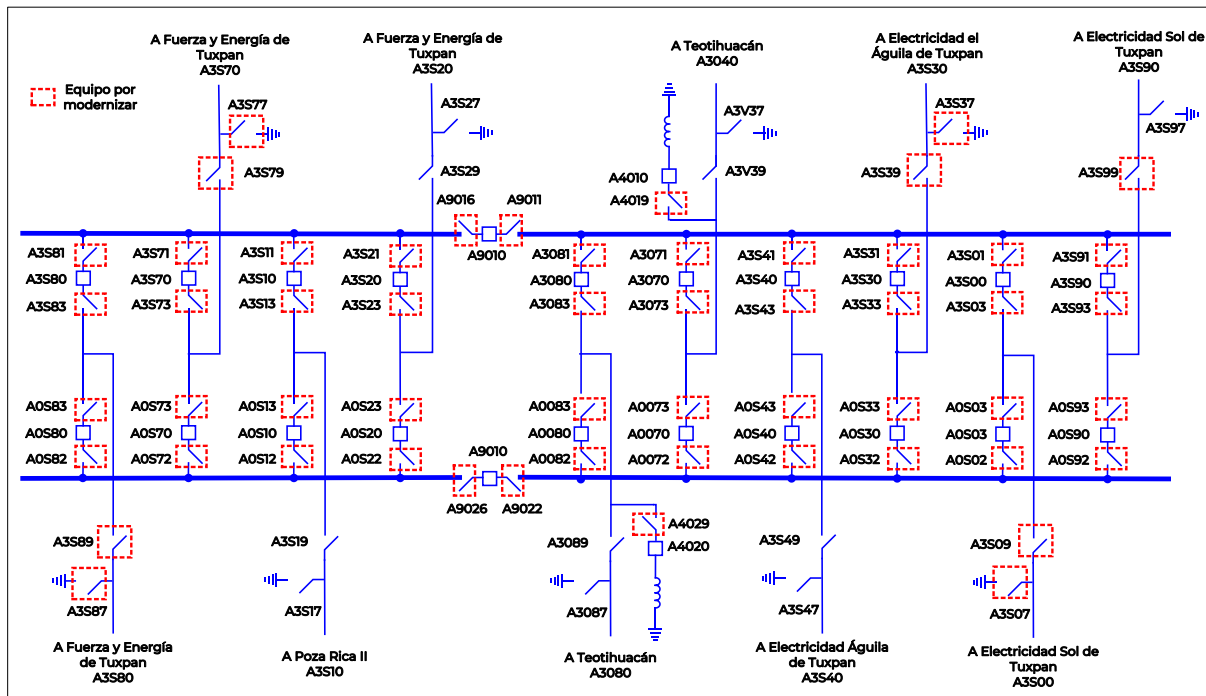 A Fuerza y Energía de
Tuxpan
A3S70
A Fuerza y Energía de
Tuxpan
A3S20
A Teotihuacán
A3040
A Electricidad el
Águila de Tuxpan
A3S30
A Electricidad Sol de
Tuxpan
A3S90
Equipo por
modernizar
A3S77
A3S79
A3S27
A3S29
A4010
A4019
A3V37
A3V39
A3S37
A3S39
A3S97
A3S99
A9016
A9011
A9010
A3S81
A3S80
A3S83
A3S71
A3S70
A3S73
A3S11
A3S10
A3S13
A3S21
A3S20
A3S23
A3081
A3080
A3083
A3071
A3070
A3073
A3S41
A3S40
A3S43
A3S31
A3S30
A3S33
A3S01
A3S00
A3S03
A3S91
A3S90
A3S93
A0S83
A0S80
A0S82
A0S73
A0S70
A0S72
A0S13
A0S10
A0S12
A0S23
A0S20
A0S22
A0083
A0080
A0082
A0073
A0070
A0072
A0S43
A0S40
A0S42
A0S33
A0S30
A0S32
A0S03
A0S03
A0S02
A0S93
A0S90
A0S92
A9010
A9026
A9022
A3S89
A3S87
A3S19
A3S17
A3089
A3087
A4029
A4020
A3S49
A3S47
A3S09
A3S07
A Fuerza y Energía
de Tuxpan
A3S80
A Poza Rica II
A3S10
A Teotihuacán
A3080
A Electricidad Águila
de Tuxpan
A3S40
A Electricidad Sol de
Tuxpan
A3S00